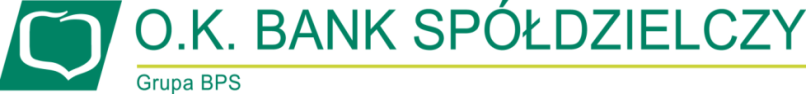 O.K. BANK SPÓŁDZIELCZY
Grupa BPS